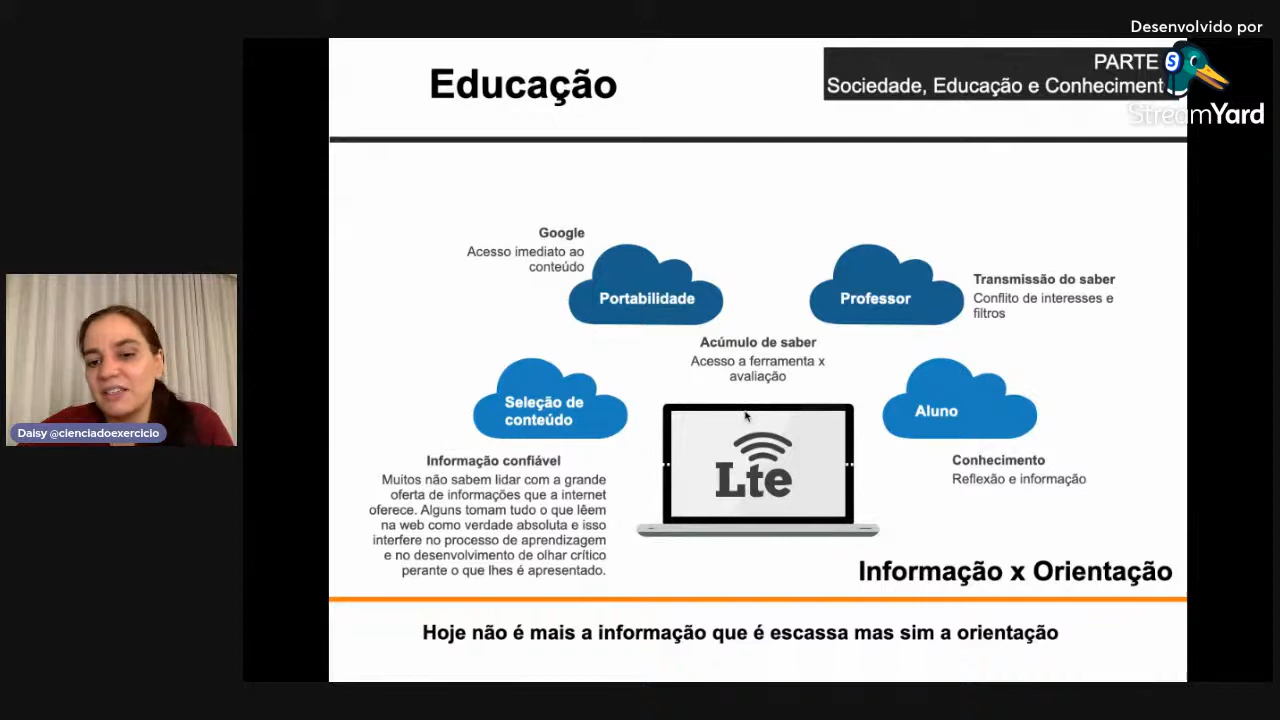 Desenvolvido por
StreamYard
Educação
PARTE
Sociedade, Educação e Conheciment
Google
Acesso imediato ao
conteúdo
Portabilidade
Professor
Transmissão do saber
Conflito de interesses e
filtros
Acúmulo de saber
Acesso a ferramenta x
avaliação
Seleção de
conteúdo
Aluno
Lte
Informação confiável
Muitos não sabem lidar com a grande
oferta de informações que a internet
oferece. Alguns tomam tudo o que lêem
na web como verdade absoluta e isso
interfere no processo de aprendizagem
e no desenvolvimento de olhar crítico
perante o que lhes é apresentado.
Conhecimento
Reflexão e informação
Informação x Orientação
Hoje não é mais a informação que é escassa mas sim a orientação
Daisy @cienciadoexercicio